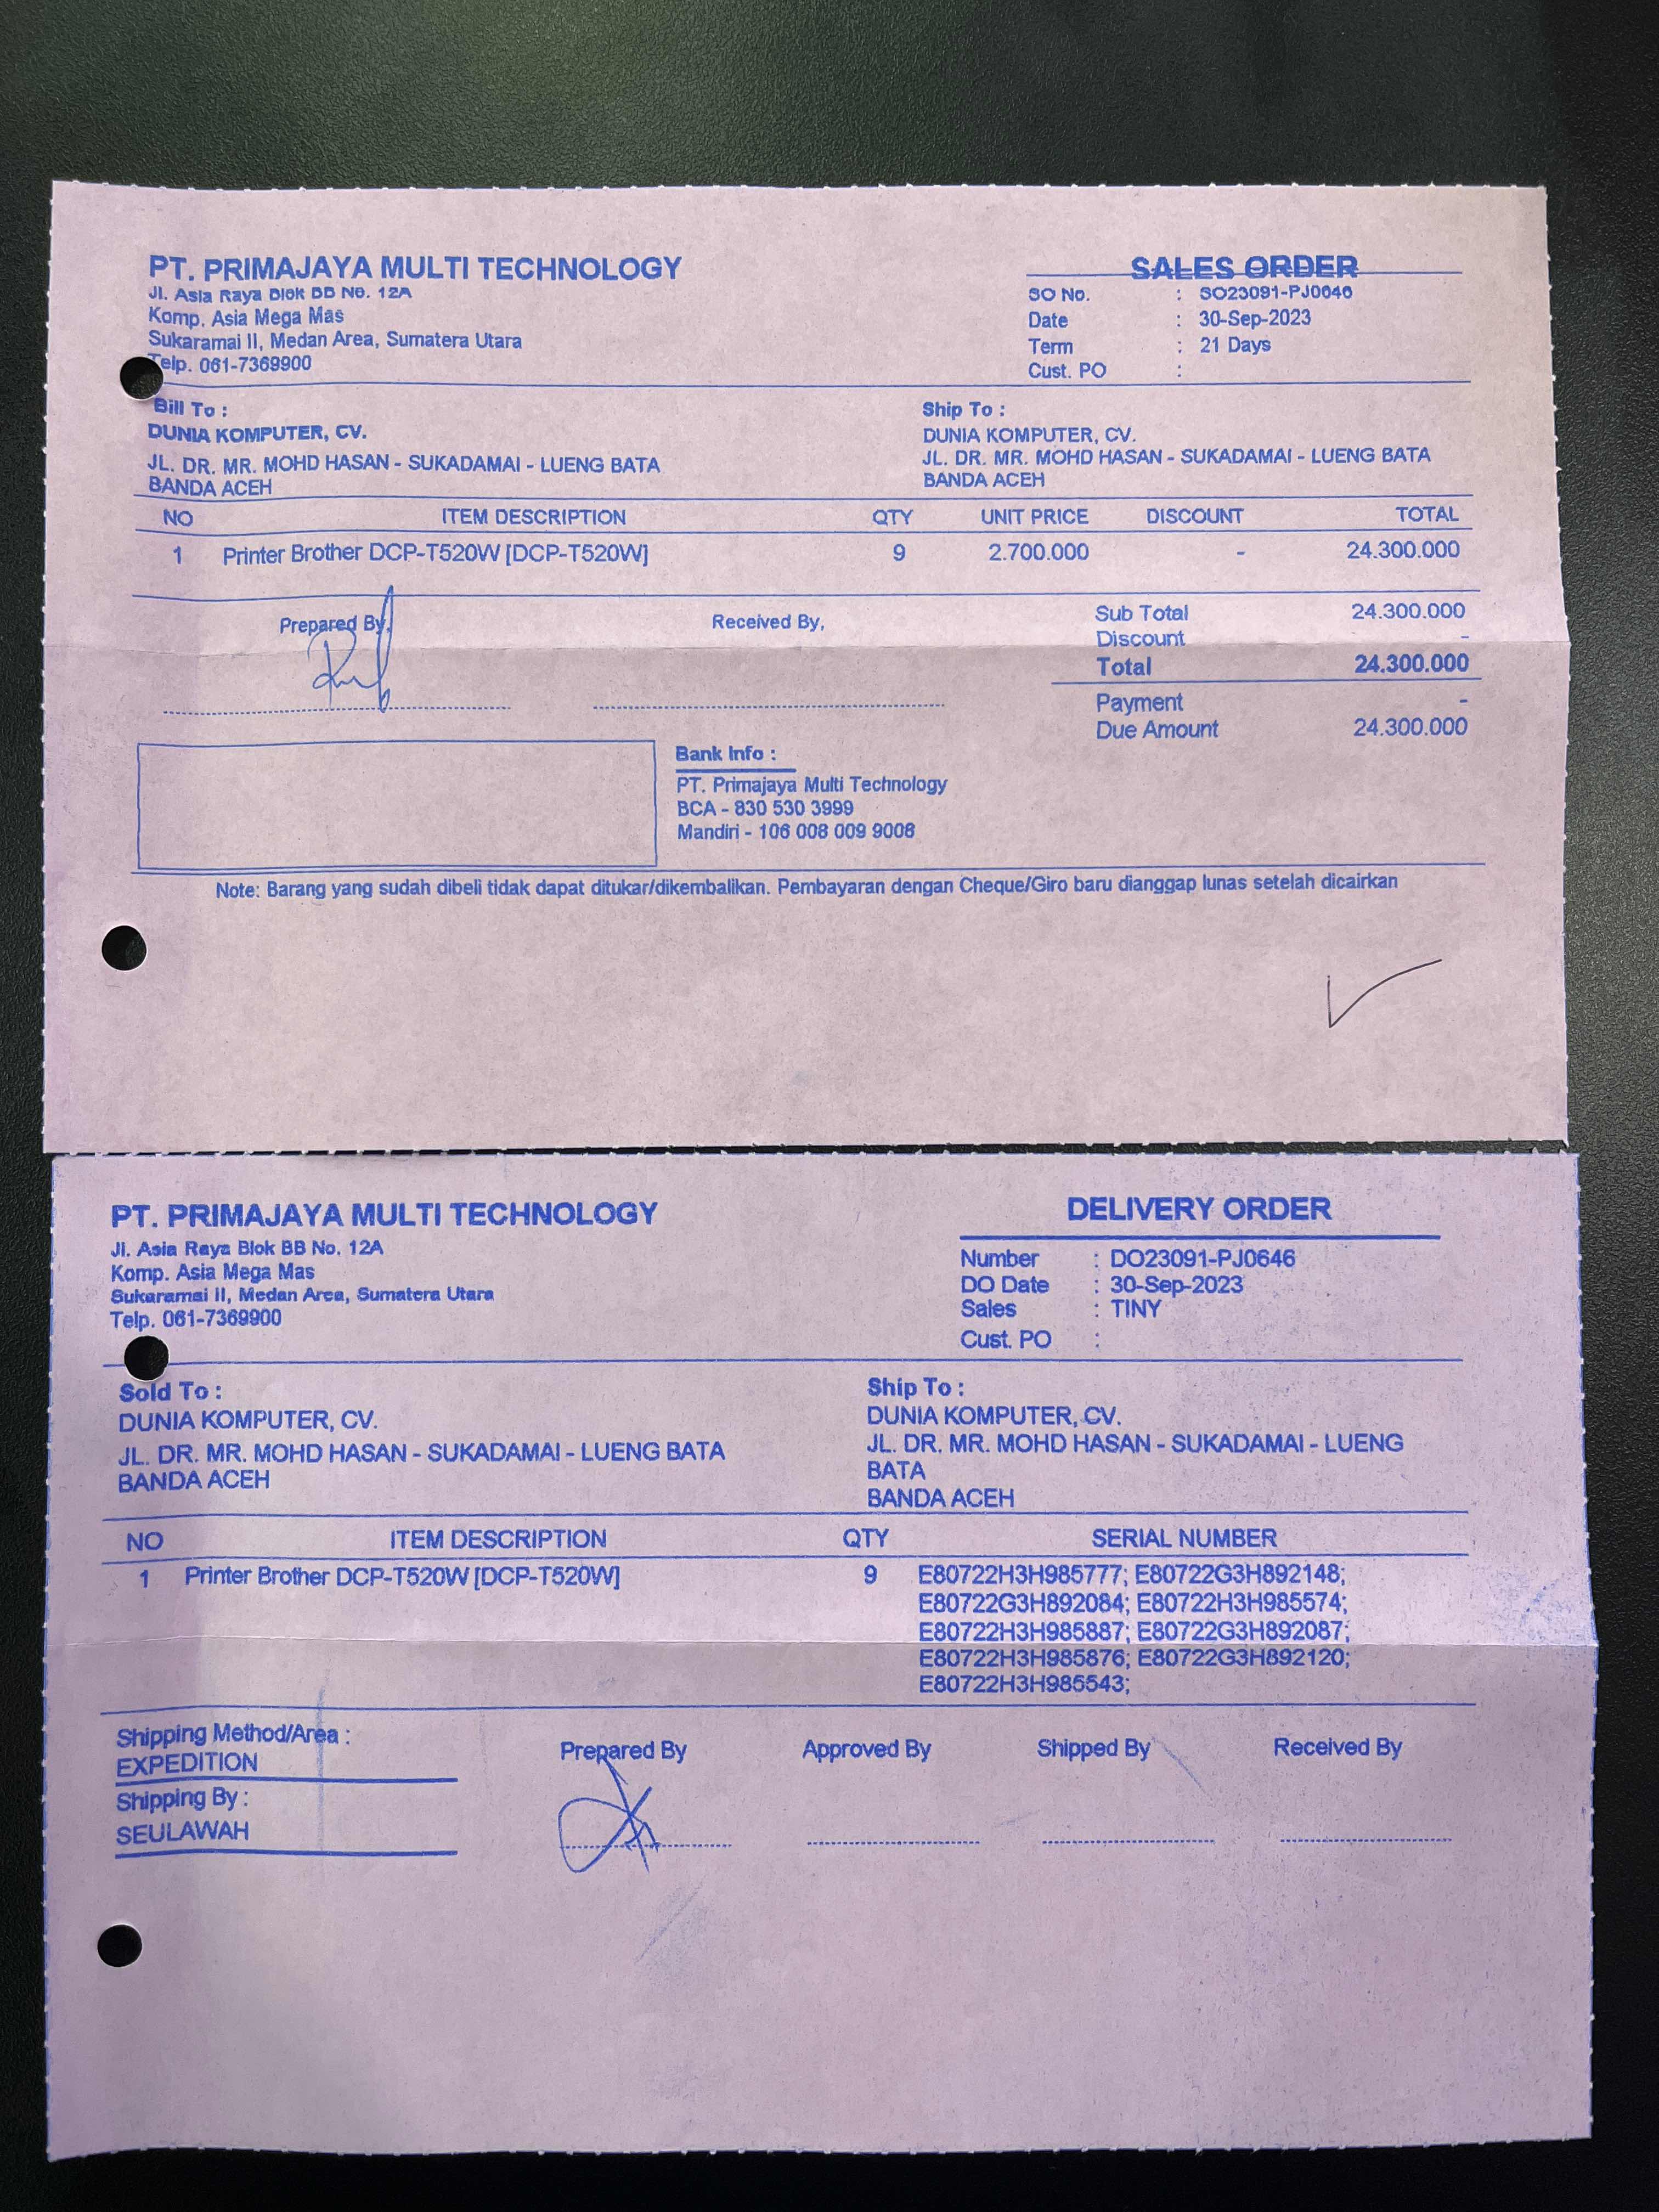 PT. PRIMAJAYA MULTI TECHNOLOGY
Jl. Asia Raya Blok BB No. 12A
Komp. Asia Mega Mas
Sukaramai II, Medan Area, Sumatera Utara
Telp. 061-7369900
SALES ORDER
SO No. : SO23091-PJ0646
Date : 30-Sep-2023
Term : 21 Days
Cust. PO :
Bill To :
DUNIA KOMPUTER, CV.
JL. DR. MR. MOHD HASAN - SUKADAMAI - LUENG BATA
BANDA ACEH
Ship To :
DUNIA KOMPUTER, CV.
JL. DR. MR. MOHD HASAN - SUKADAMAI - LUENG BATA
BANDA ACEH
NO ITEM DESCRIPTION QTY UNIT PRICE DISCOUNT TOTAL
1 Printer Brother DCP-T520W [DCP-T520W] 9 2.700.000 - 24.300.000
Prepared By,
Received By,
Sub Total 24.300.000
Discount -
Total 24.300.000
Payment -
Due Amount 24.300.000
Bank Info :
PT. Primajaya Multi Technology
BCA - 830 530 3999
Mandiri - 106 008 009 9008
Note: Barang yang sudah dibeli tidak dapat ditukar/dikembalikan. Pembayaran dengan Cheque/Giro baru dianggap lunas setelah dicairkan
PT. PRIMAJAYA MULTI TECHNOLOGY
Jl. Asia Raya Blok BB No. 12A
Komp. Asia Mega Mas
Sukaramai II, Medan Area, Sumatera Utara
Telp. 061-7369900
DELIVERY ORDER
Number : DO23091-PJ0646
DO Date : 30-Sep-2023
Sales : TINY
Cust. PO :
Sold To :
DUNIA KOMPUTER, CV.
JL. DR. MR. MOHD HASAN - SUKADAMAI - LUENG BATA
BANDA ACEH
Ship To :
DUNIA KOMPUTER, CV.
JL. DR. MR. MOHD HASAN - SUKADAMAI - LUENG
BATA
BANDA ACEH
NO ITEM DESCRIPTION QTY SERIAL NUMBER
1 Printer Brother DCP-T520W [DCP-T520W] 9 E80722H3H985777; E80722G3H892148;
E80722G3H892084; E80722H3H985574;
E80722H3H985887; E80722G3H892087;
E80722H3H985876; E80722G3H892120;
E80722H3H985543;
Shipping Method/Area :
EXPEDITION
Shipping By :
SEULAWAH
Prepared By
Approved By
Shipped By
Received By